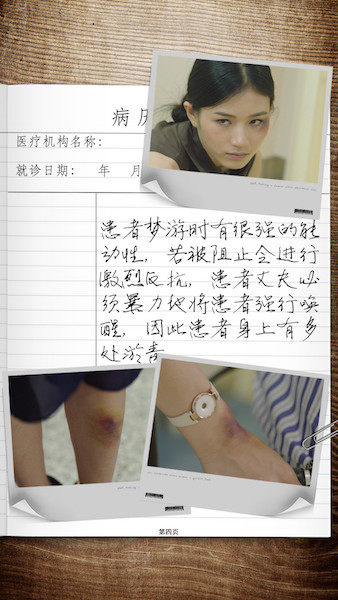 病历
医疗机构名称:
就诊日期: 年 月
患者梦游时有很强的能
动性，若被阻止会进行
激烈反抗，患者丈夫必
须暴力地将患者强行唤
醒，因此患者身上有多
处淤青
第四页